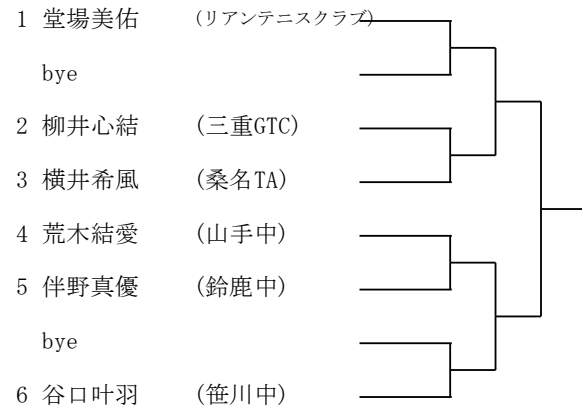 1 堂場美佑 (リアンテニスクラブ)
bye
2 柳井心結 (三重GTC)
3 横井希風 (桑名TA)
4 荒木結愛 (山手中)
5 伴野真優 (鈴鹿中)
bye
6 谷口叶羽 (笹川中)